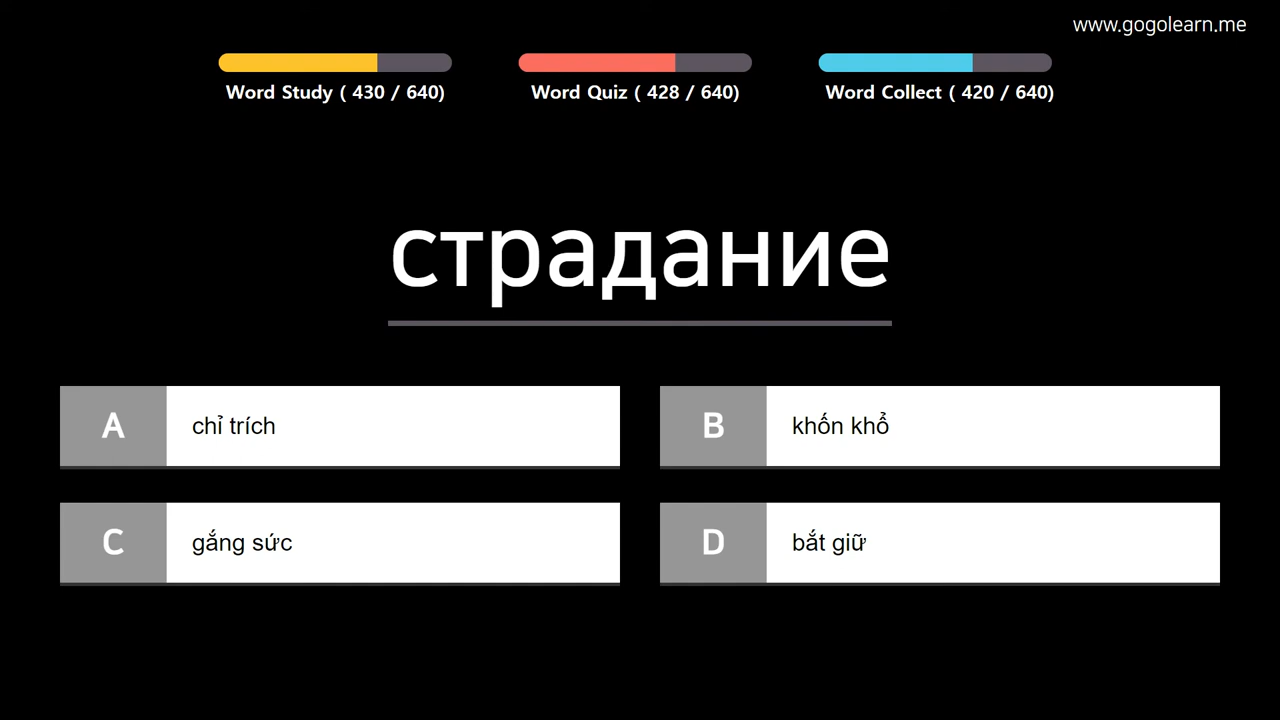 www.gogolearn.me
Word Study ( 430 / 640)
Word Quiz ( 428 / 640)
Word Collect ( 420 / 640)
страдание
A chỉ trích
B khốn khổ
C gắng sức
D bắt giữ